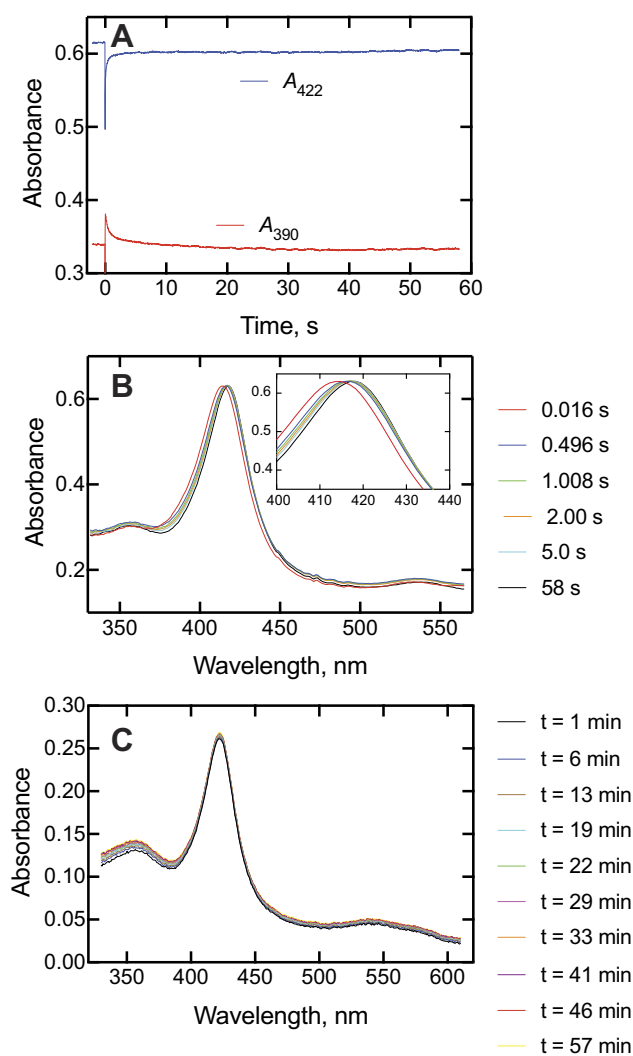 A
0.6
0.5
0.4
0.3
Absorbance
A422
A390
0 10 20 30 40 50 60
Time, s
B
0.6
0.4
0.2
Absorbance
0.6
0.5
0.4
400 410 420 430 440
350 400 450 500 550
Wavelength, nm
0.016 s
0.496 s
1.008 s
2.00 s
5.0 s
58 s
C
0.30
0.25
0.20
0.15
0.10
0.05
0.00
Absorbance
350 400 450 500 550 600
Wavelength, nm
t = 1 min
t = 6 min
t = 13 min
t = 19 min
t = 22 min
t = 29 min
t = 33 min
t = 41 min
t = 46 min
t = 57 min